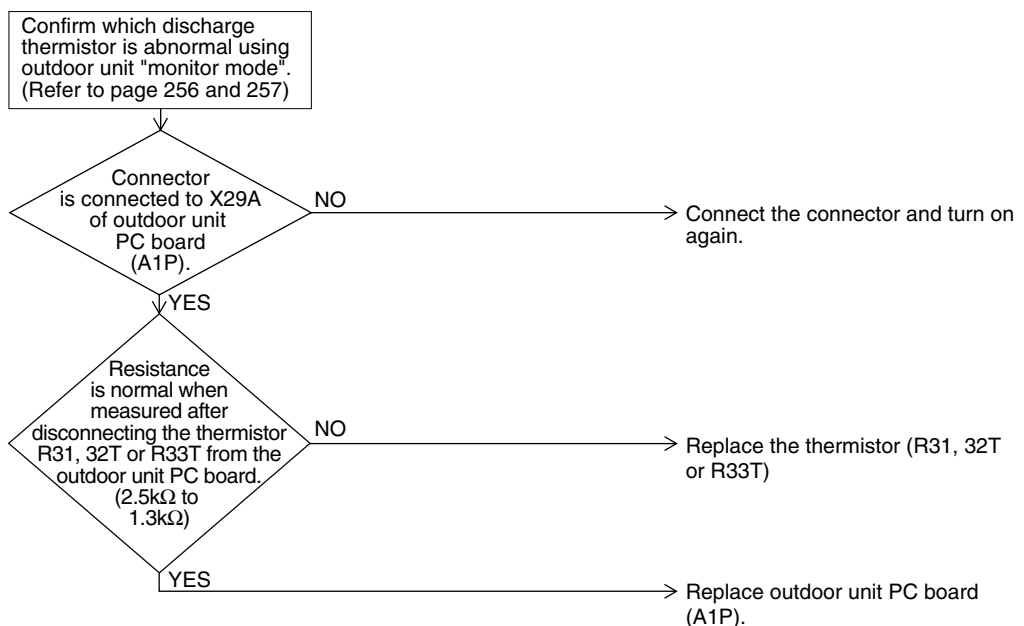 Confirm which discharge
thermistor is abnormal using
outdoor unit "monitor mode".
(Refer to page 256 and 257)
Connector
is connected to X29A
of outdoor unit
PC board
(A1P).
NO
Connect the connector and turn on
again.
YES
Resistance
is normal when
measured after
disconnecting the thermistor
R31, 32T or R33T from the
outdoor unit PC board.
(2.5kΩ to
1.3kΩ)
NO
Replace the thermistor (R31, 32T
or R33T)
YES
Replace outdoor unit PC board
(A1P).